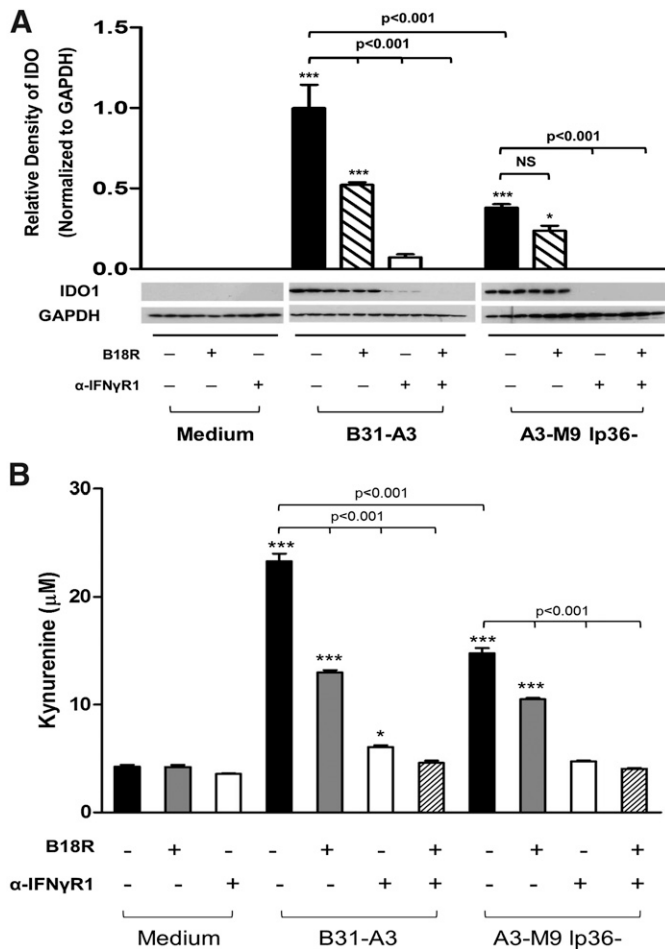 A
Relative Density of IDO
(Normalized to GAPDH)
1.5
1.0
0.5
0.0
p<0.001
p<0.001
***
***
p<0.001
NS
***
*
IDO1
GAPDH
B18R – + – – + – + – + – +
α-IFNγR1 – – + – – + + – – + +
Medium B31-A3 A3-M9 lp36-
B
Kynurenine (μM)
30
20
10
0
p<0.001
p<0.001
***
***
*
p<0.001
***
***
B18R - + - - + - + - + - +
α-IFNγR1 - - + - - + + - - + +
Medium B31-A3 A3-M9 lp36-